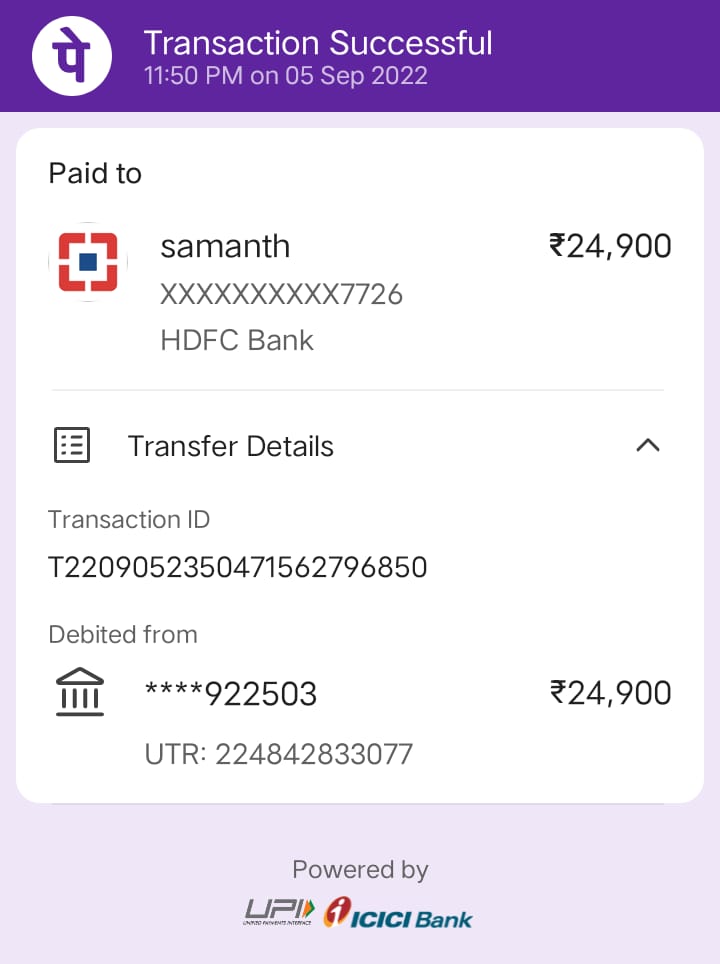 पे
Transaction Successful
11:50 PM on 05 Sep 2022
Paid to
samanth ₹24,900
XXXXXXXXXX7726
HDFC Bank
Transfer Details
Transaction ID
T2209052350471562796850
Debited from
****922503 ₹24,900
UTR: 224842833077
Powered by
UPI ICICI Bank
UNIFIED PAYMENTS INTERFACE